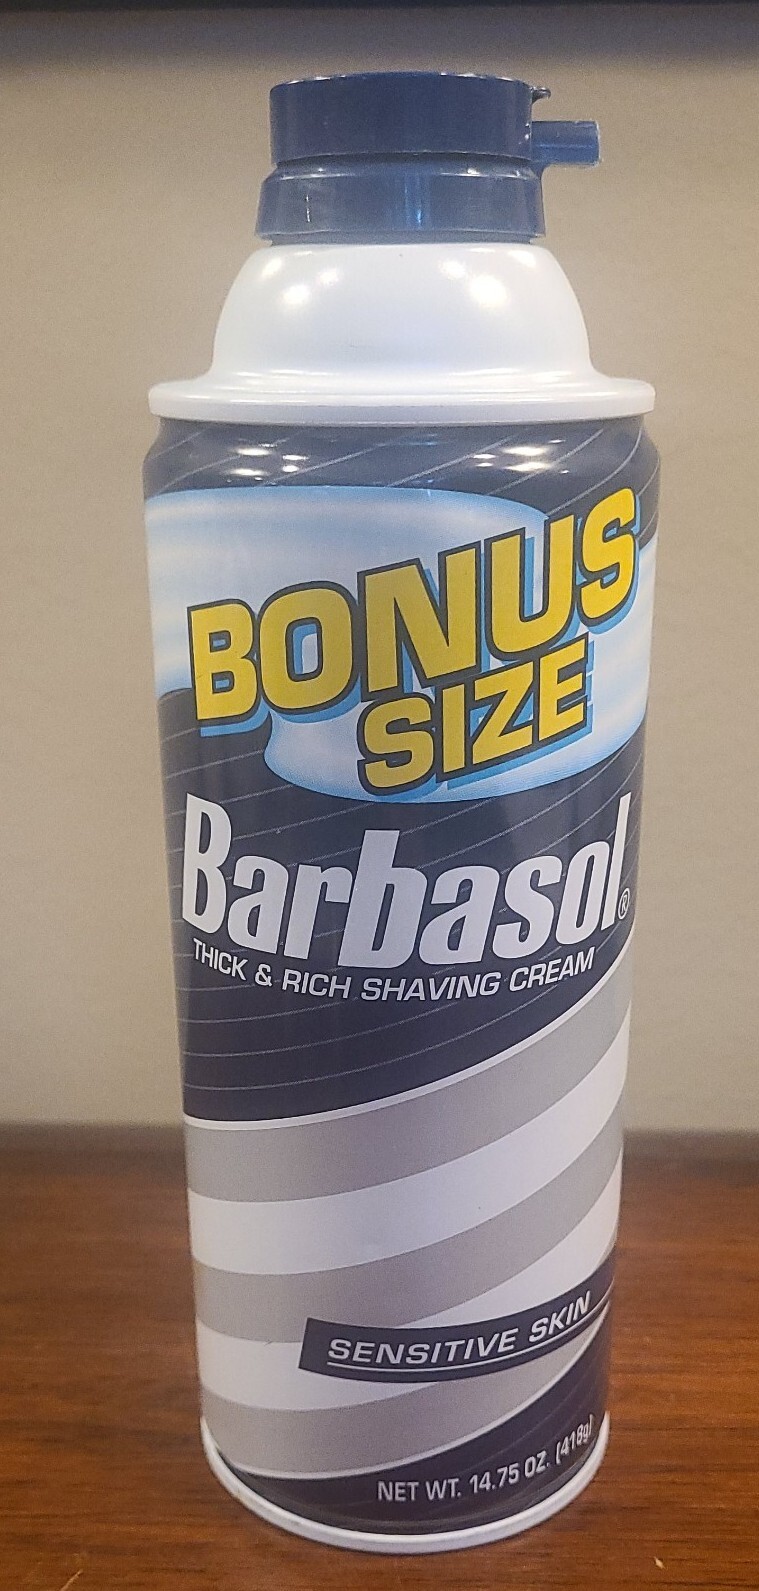 BONUS
SIZE
Barbasol®
THICK & RICH SHAVING CREAM
SENSITIVE SKIN
NET WT. 14.75 OZ. (418g)